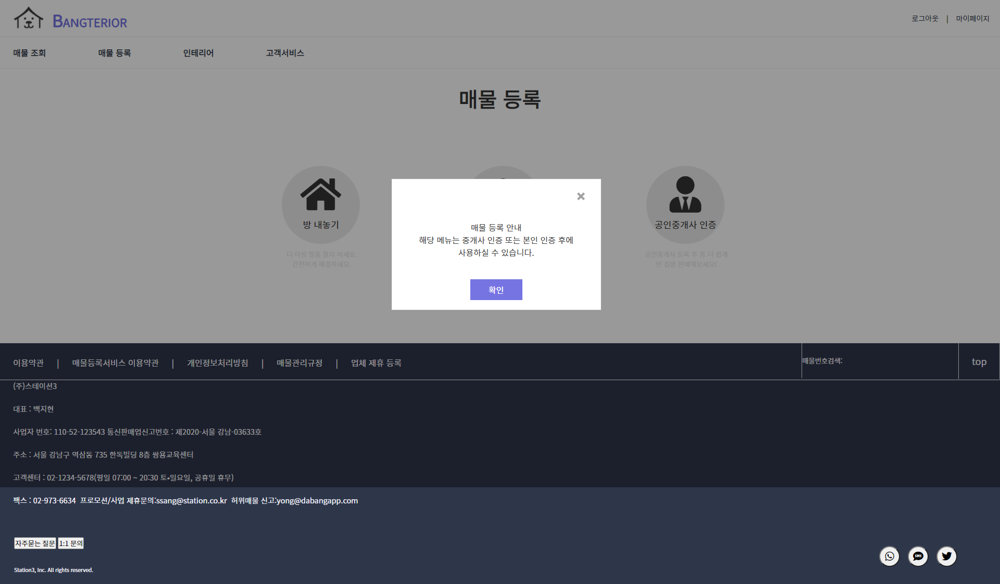 BANGTERIOR
로그아웃 | 마이페이지
매물 조회 매물 등록 인테리어 고객서비스
매물 등록
방 내놓기
공인중개사 인증
더 이상 발품 팔지 마세요.
간편하게 해결하세요.
공인중개사 등록 후 좀 더 쉽게
빈 집을 판매해보세요!
매물 등록 안내
해당 메뉴는 중개사 인증 또는 본인 인증 후에
사용하실 수 있습니다.
확인
이용약관 | 매물등록서비스 이용약관 | 개인정보처리방침 | 매물관리규정 | 업체 제휴 등록
매물번호검색:
top
(주)스테이션3
대표 : 백지현
사업자 번호: 110-52-123543 통신판매업신고번호 : 제2020-서울 강남-03633호
주소 : 서울 강남구 역삼동 735 한독빌딩 8층 쌍용교육센터
고객센터 : 02-1234-5678(평일 07:00 ~ 20:30 토•일요일, 공휴일 휴무)
팩스 : 02-973-6634 프로모션/사업 제휴문의:ssang@station.co.kr 허위매물 신고:yong@dabangapp.com
자주묻는 질문 1:1 문의
SMS
Station3, Inc. All rights reserved.